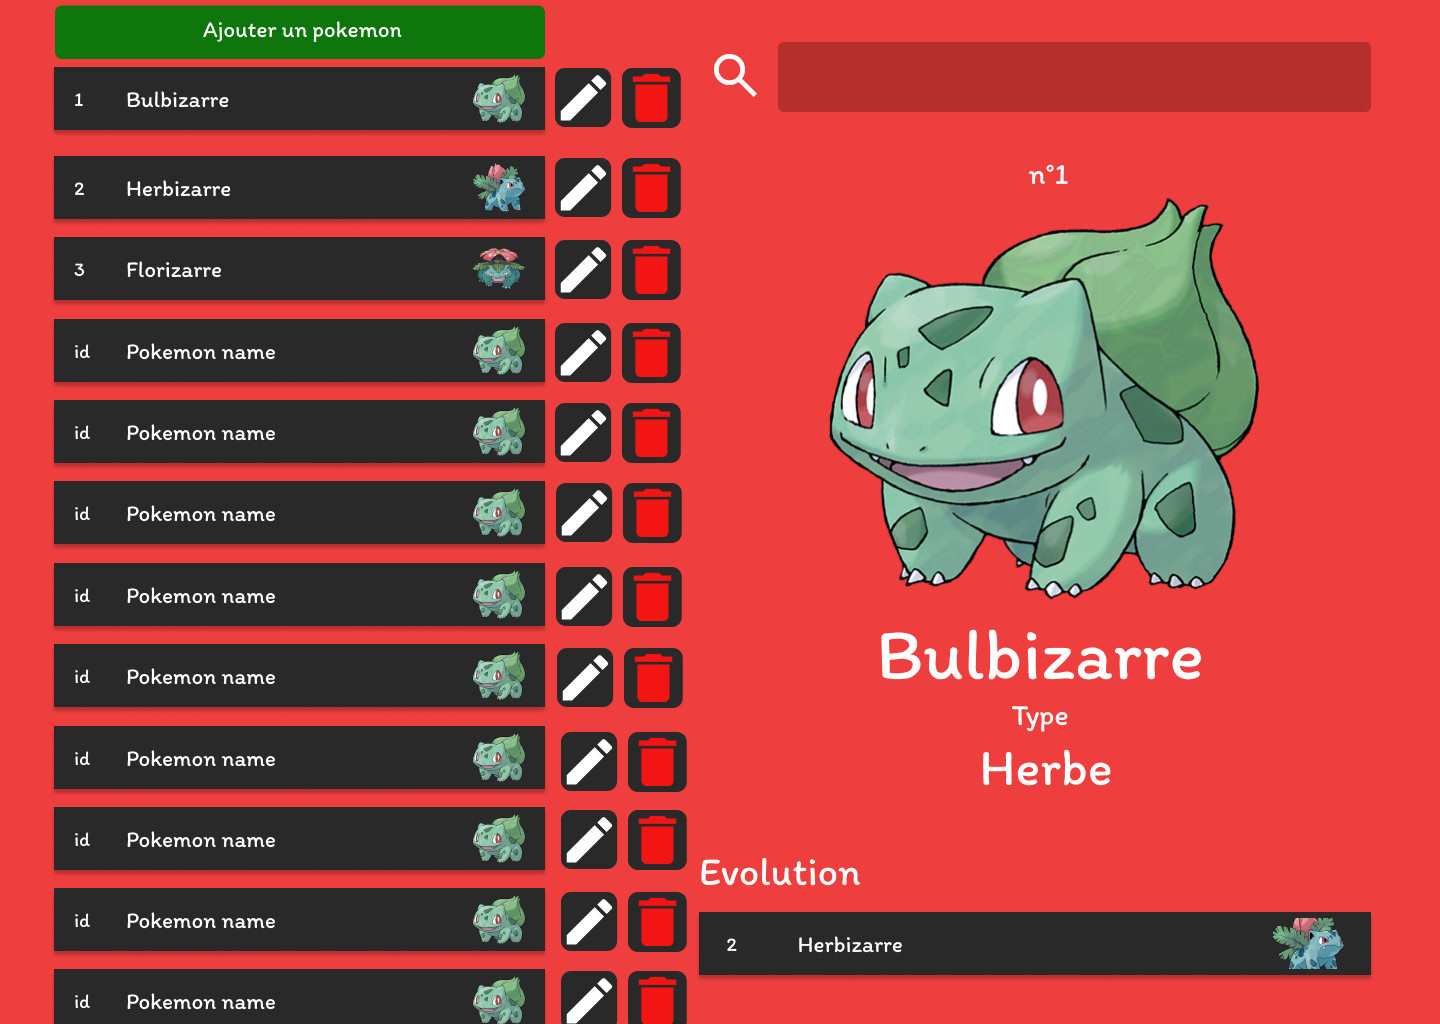 Ajouter un pokemon
1 Bulbizarre
2 Herbizarre
3 Florizarre
id Pokemon name
id Pokemon name
id Pokemon name
id Pokemon name
id Pokemon name
id Pokemon name
id Pokemon name
id Pokemon name
id Pokemon name
n°1
Bulbizarre
Type
Herbe
Evolution
2 Herbizarre